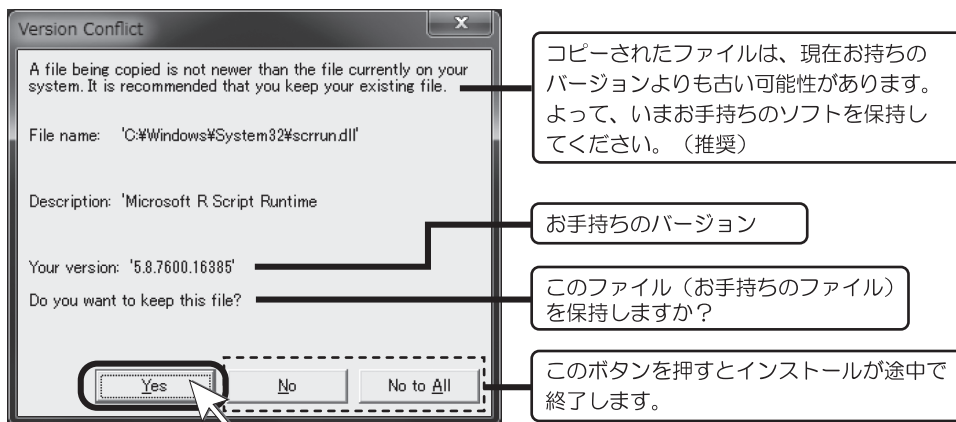 Version Conflict
x
A file being copied is not newer than the file currently on your
system. It is recommended that you keep your existing file.
File name: 'C:¥Windows¥System32¥scrrun.dll'
Description: 'Microsoft R Script Runtime
Your version: '5.8.7600.16385'
Do you want to keep this file?
Yes No No to All
コピーされたファイルは、現在お持ちの
バージョンよりも古い可能性があります。
よって、いまお手持ちのソフトを保持し
てください。（推奨）
お手持ちのバージョン
このファイル（お手持ちのファイル）
を保持しますか？
このボタンを押すとインストールが途中で
終了します。